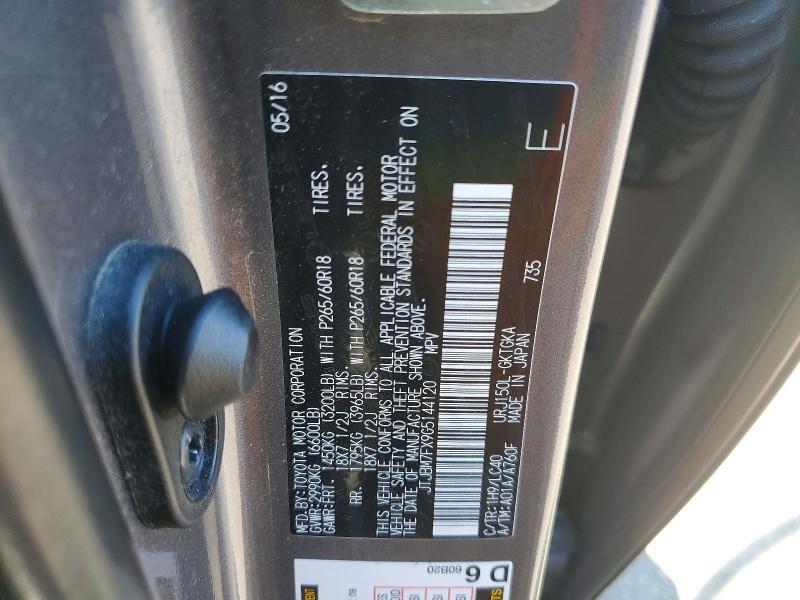 MFD.BY:TOYOTA MOTOR CORPORATION 05/16
GVWR:2990KG (6600LB)
GAWR:FRT. 1450KG (3200LB) WITH P265/60R18 TIRES.
18X7 1/2J RIMS.
RR. 1795KG (3965LB) WITH P265/60R18 TIRES.
18X7 1/2J RIMS.
THIS VEHICLE CONFORMS TO ALL APPLICABLE FEDERAL MOTOR
VEHICLE SAFETY AND THEFT PREVENTION STANDARDS IN EFFECT ON
THE DATE OF MANUFACTURE SHOWN ABOVE.
JTJBM7FX9G5144120 MPV
C/TR:1H9/LC40 URJ150L-GKTGKA 735
A/TM:A01A/A760F MADE IN JAPAN
E
D 6
60B20